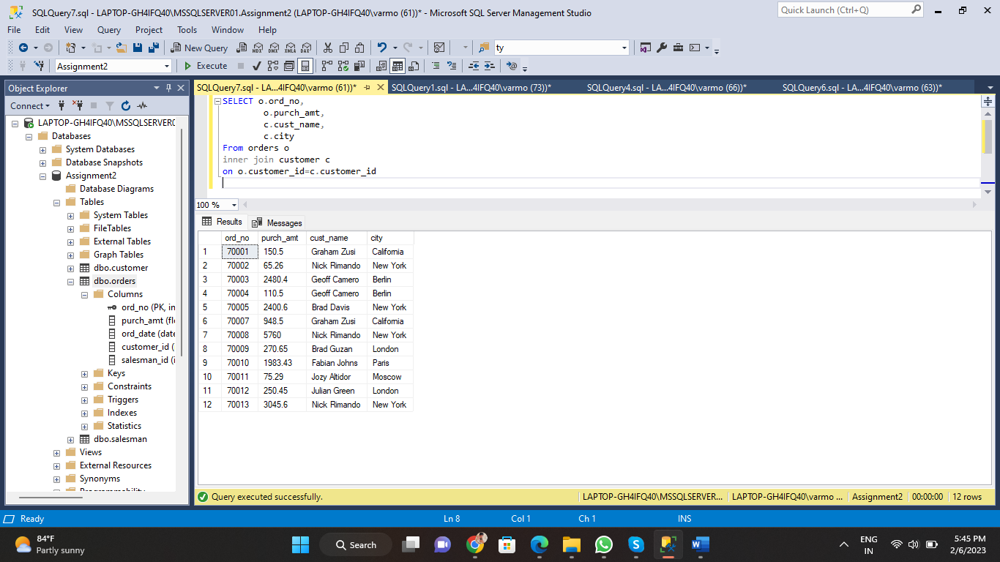 SQLQuery7.sql - LAPTOP-GH4IFQ40\MSSQLSERVER01.Assignment2 (LAPTOP-GH4IFQ40\varmo (61))* - Microsoft SQL Server Management Studio
Quick Launch (Ctrl+Q)
File Edit View Query Project Tools Window Help
New Query MDX DMX XMLA DAX ty
Assignment2 Execute
Object Explorer
Connect
LAPTOP-GH4IFQ40\MSSQLSERVER0
Databases
System Databases
Database Snapshots
Assignment2
Database Diagrams
Tables
System Tables
FileTables
External Tables
Graph Tables
dbo.customer
dbo.orders
Columns
ord_no (PK, in
purch_amt (flo
ord_date (date
customer_id (
salesman_id (i
Keys
Constraints
Triggers
Indexes
Statistics
dbo.salesman
Views
External Resources
Synonyms
Programmability
SQLQuery7.sql - LA...4IFQ40\varmo (61))* SQLQuery1.sql - LA...4IFQ40\varmo (73))* SQLQuery4.sql - LA...4IFQ40\varmo (66))* SQLQuery6.sql - LA...4IFQ40\varmo (63))*
SELECT o.ord_no,
o.purch_amt,
c.cust_name,
c.city
From orders o
inner join customer c
on o.customer_id=c.customer_id
100 %
Results Messages
ord_no purch_amt cust_name city
1 70001 150.5 Graham Zusi California
2 70002 65.26 Nick Rimando New York
3 70003 2480.4 Geoff Camero Berlin
4 70004 110.5 Geoff Camero Berlin
5 70005 2400.6 Brad Davis New York
6 70007 948.5 Graham Zusi California
7 70008 5760 Nick Rimando New York
8 70009 270.65 Brad Guzan London
9 70010 1983.43 Fabian Johns Paris
10 70011 75.29 Jozy Altidor Moscow
11 70012 250.45 Julian Green London
12 70013 3045.6 Nick Rimando New York
Query executed successfully. LAPTOP-GH4IFQ40\MSSQLSERVER... LAPTOP-GH4IFQ40\varmo ... Assignment2 00:00:00 12 rows
Ready Ln 8 Col 1 Ch 1 INS
84°F
Partly sunny
Search
ENG
IN
5:45 PM
2/6/2023